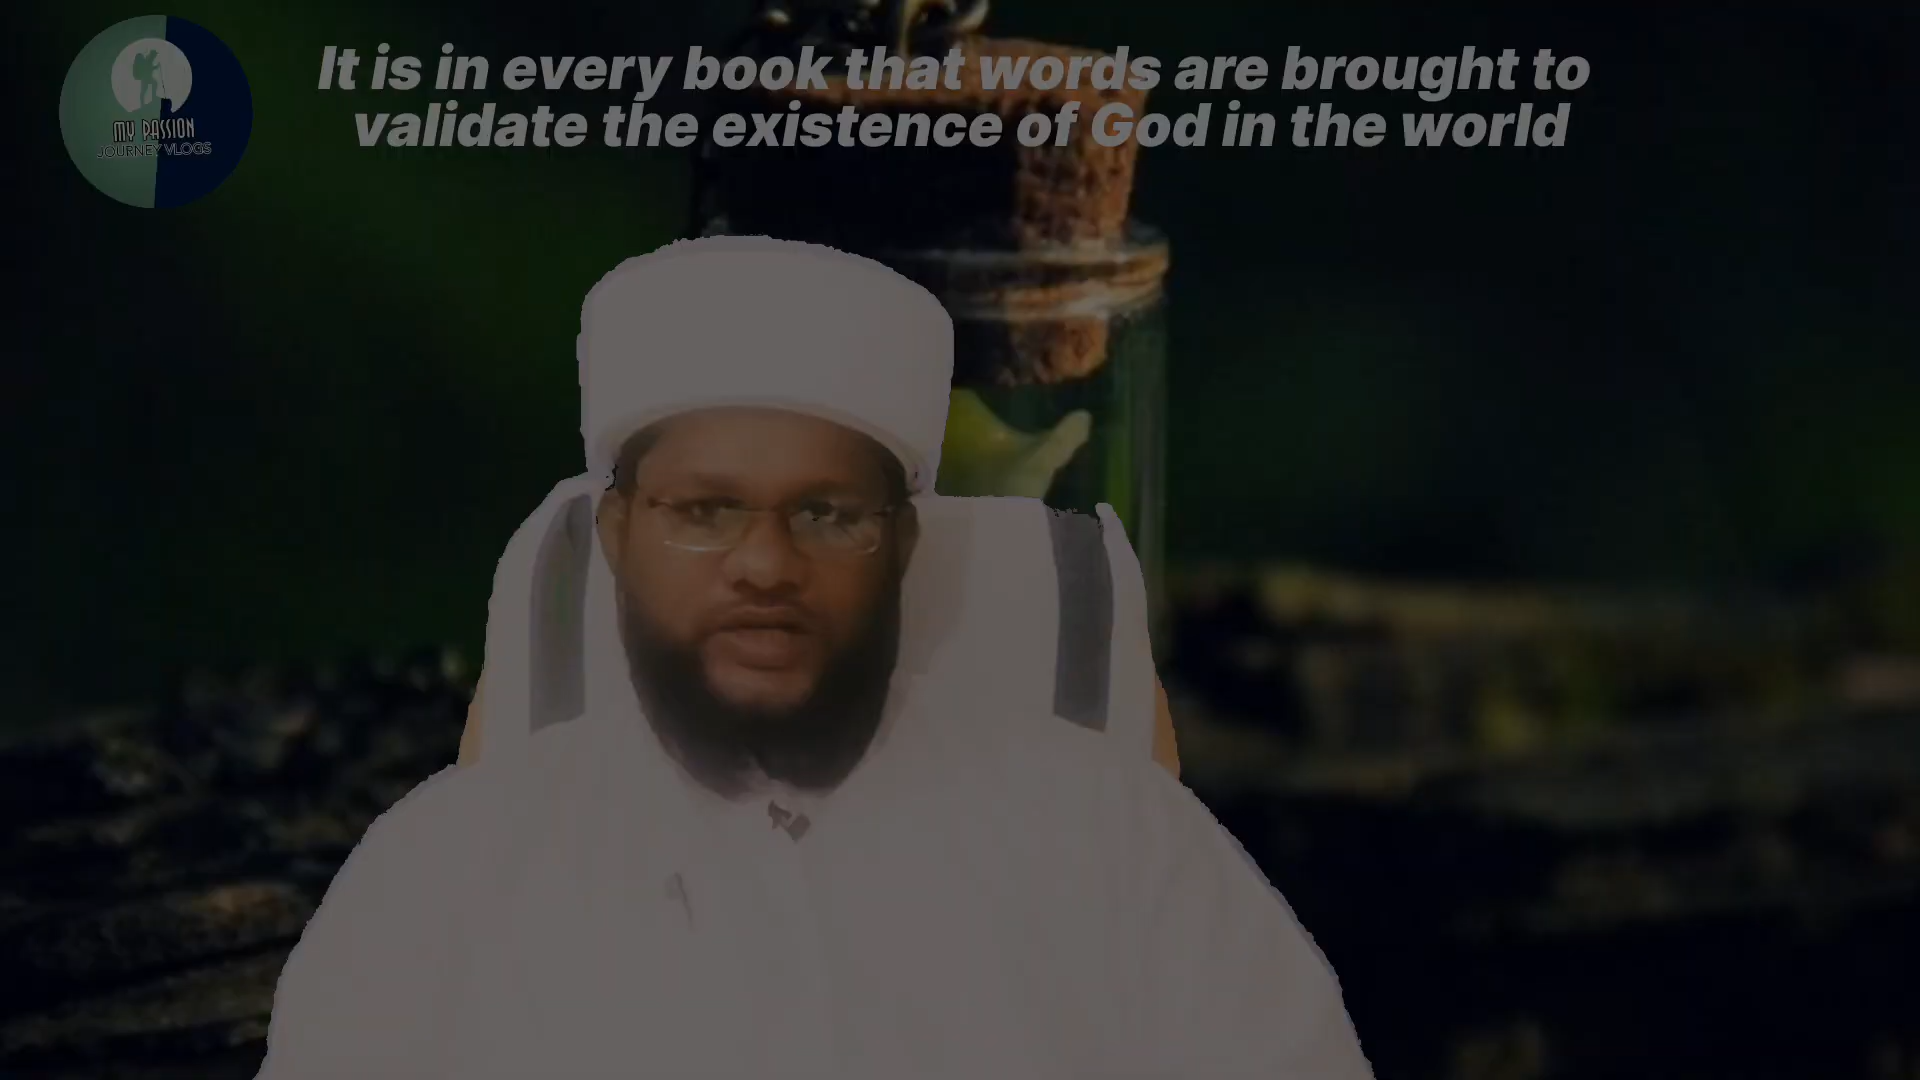 It is in every book that words are brought to
validate the existence of God in the world
MY PASSION
JOURNEY VLOGS